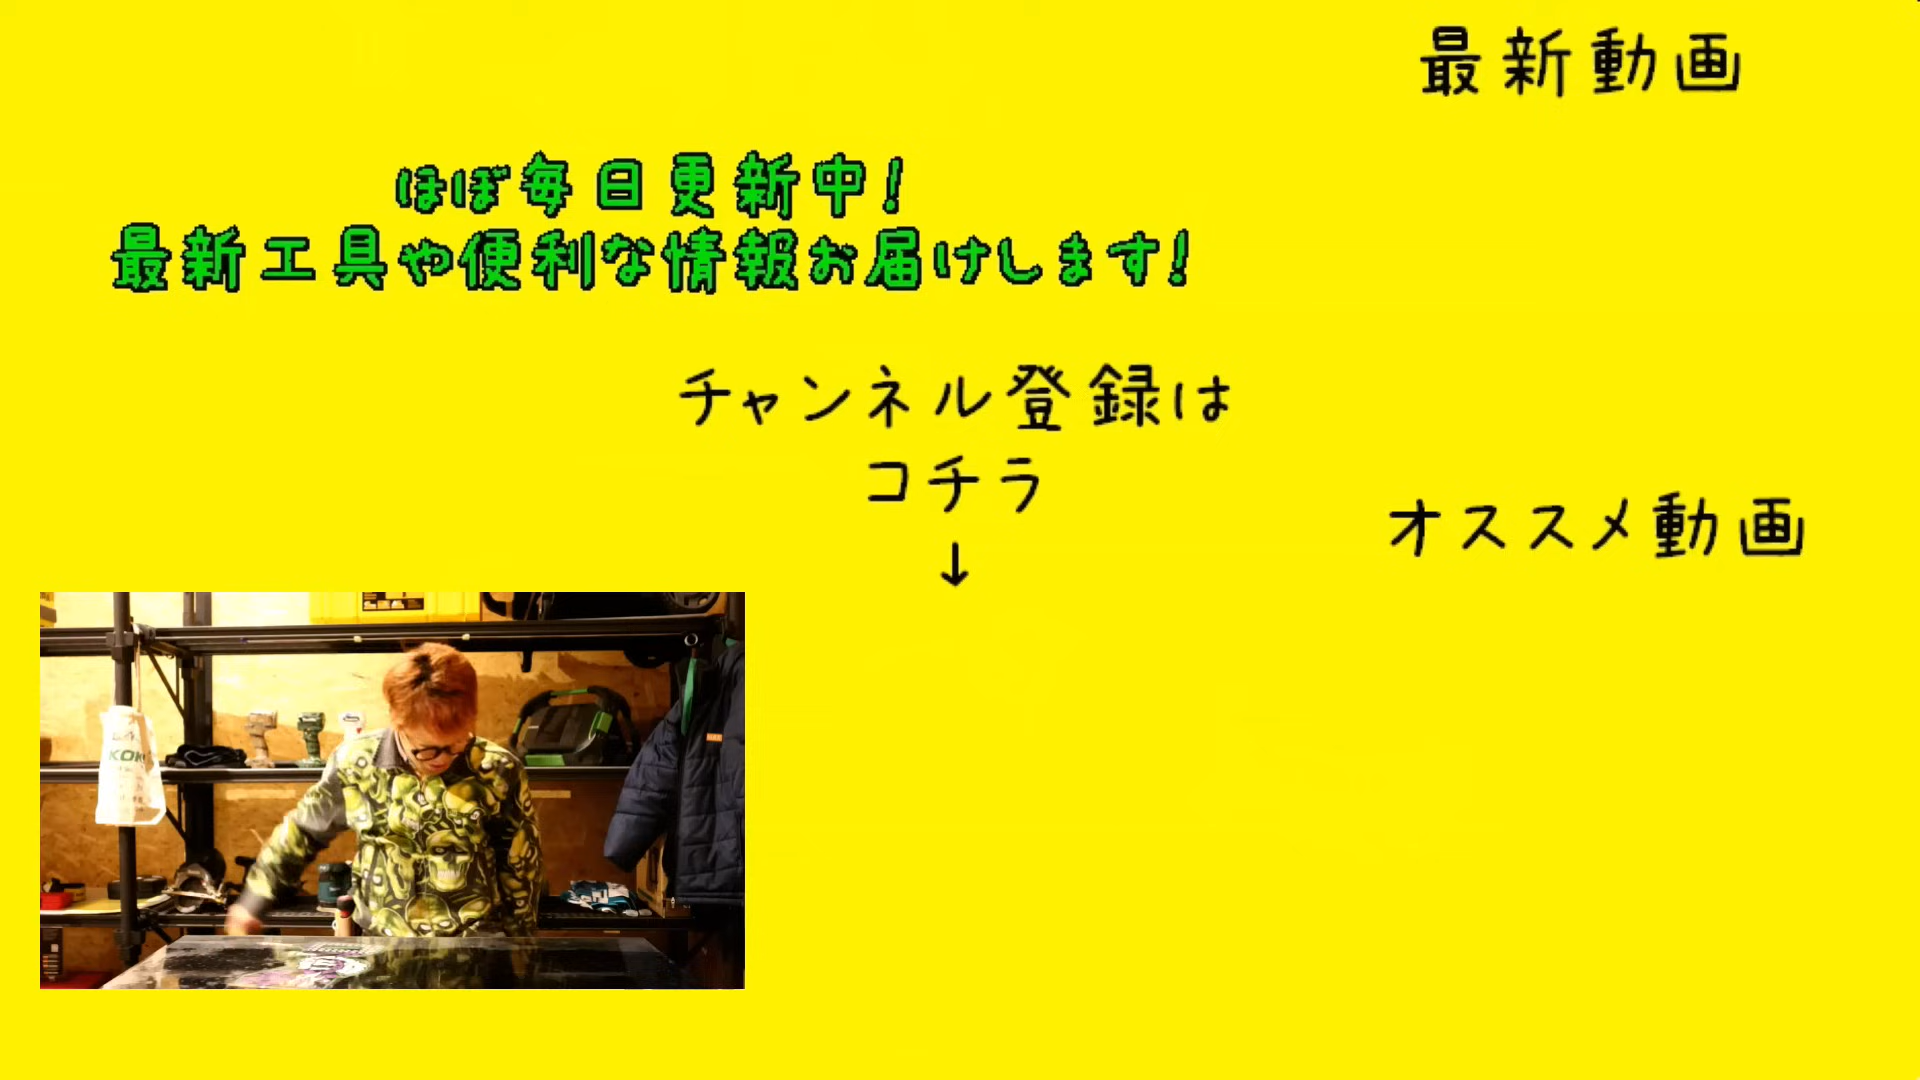 最新動画
ほぼ毎日更新中！
最新工具や便利な情報お届けします！
チャンネル登録は
コチラ
↓
オススメ動画